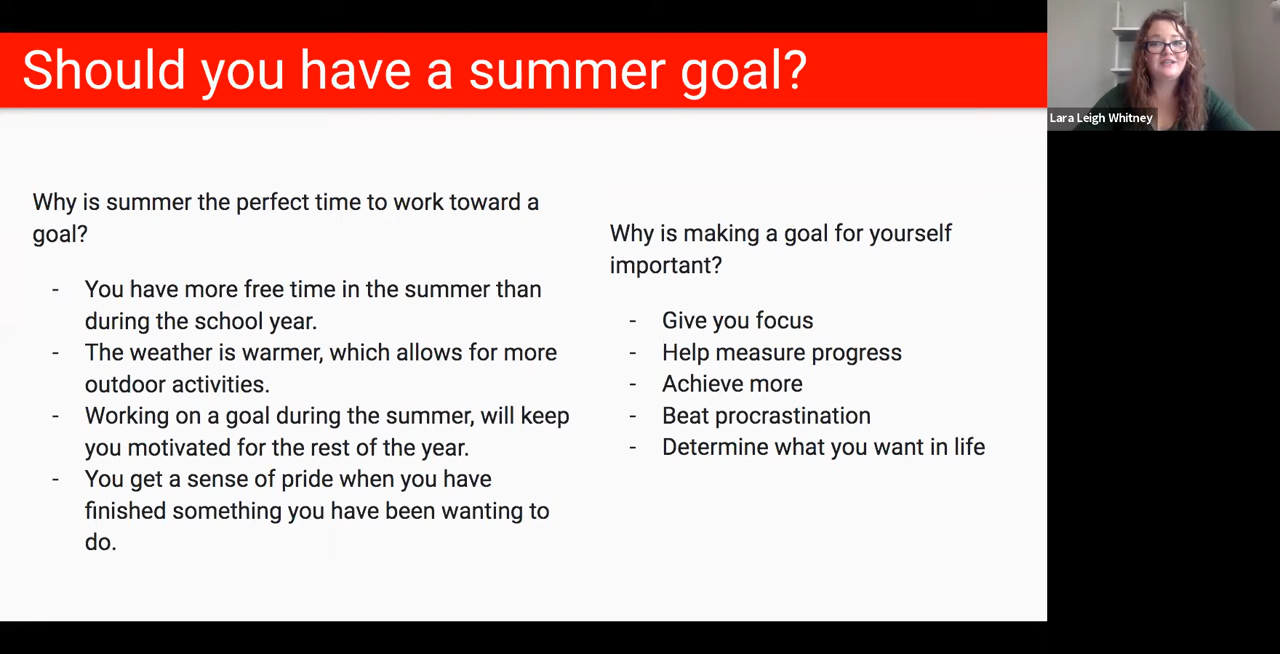 Should you have a summer goal?
Lara Leigh Whitney
Why is summer the perfect time to work toward a
goal?
- You have more free time in the summer than
during the school year.
- The weather is warmer, which allows for more
outdoor activities.
- Working on a goal during the summer, will keep
you motivated for the rest of the year.
- You get a sense of pride when you have
finished something you have been wanting to
do.
Why is making a goal for yourself
important?
- Give you focus
- Help measure progress
- Achieve more
- Beat procrastination
- Determine what you want in life